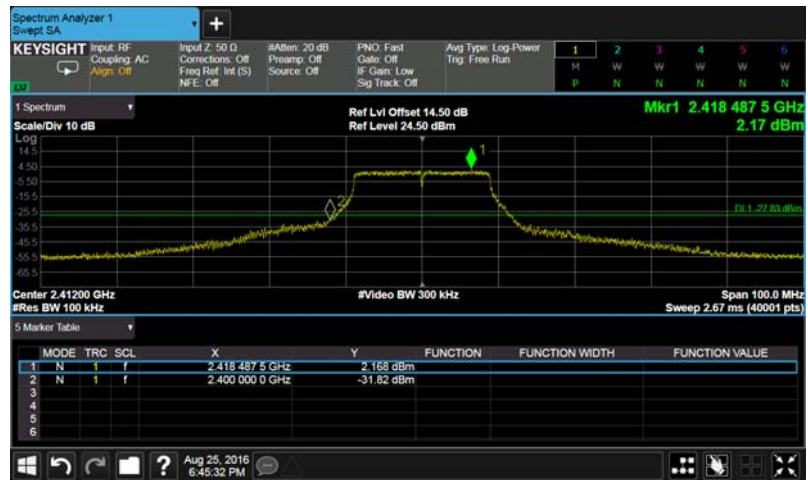 Spectrum Analyzer 1
Swept SA
+
KEYSIGHT Input: RF Input Z: 50 Ω #Atten: 20 dB PNO: Fast Avg Type: Log-Power 1 2 3 4 5 6
Coupling: AC Corrections: Off Preamp: Off Gate: Off Trig: Free Run M W W W W W
Align: Off Freq Ref: Int (S) Source: Off IF Gain: Low P N N N N N
LXI NFE: Off Sig Track: Off
1 Spectrum Ref Lvl Offset 14.50 dB Mkr1 2.418 487 5 GHz
Scale/Div 10 dB Ref Level 24.50 dBm 2.17 dBm
Log
14.5
1
4.50
-5.50
-15.5
2
-25.5 DL1 -27.83 dBm
-35.5
-45.5
-55.5
-65.5
Center 2.41200 GHz #Video BW 300 kHz Span 100.0 MHz
#Res BW 100 kHz Sweep 2.67 ms (40001 pts)
5 Marker Table
MODE TRC SCL X Y FUNCTION FUNCTION WIDTH FUNCTION VALUE
1 N 1 f 2.418 487 5 GHz 2.168 dBm
2 N 1 f 2.400 000 0 GHz -31.82 dBm
3
4
5
6
? Aug 25, 2016
6:45:32 PM